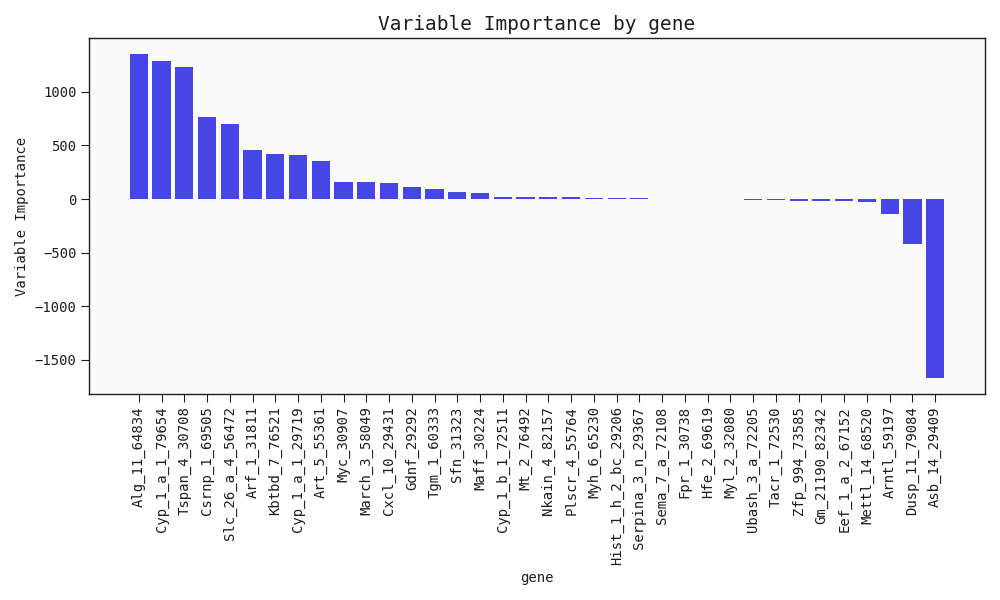 Variable Importance by gene
Variable Importance
1000
500
0
−500
−1000
−1500
Alg_11_64834
Cyp_1_a_1_79654
Tspan_4_30708
Csrnp_1_69505
Slc_26_a_4_56472
Arf_1_31811
Kbtbd_7_76521
Cyp_1_a_1_29719
Art_5_55361
Myc_30907
March_3_58049
Cxcl_10_29431
Gdnf_29292
Tgm_1_60333
Sfn_31323
Maff_30224
Cyp_1_b_1_72511
Mt_2_76492
Nkain_4_82157
Plscr_4_55764
Myh_6_65230
Hist_1_h_2_bc_29206
Serpina_3_n_29367
Sema_7_a_72108
Fpr_1_30738
Hfe_2_69619
Myl_2_32080
Ubash_3_a_72205
Tacr_1_72530
Zfp_994_73585
Gm_21190_82342
Eef_1_a_2_67152
Mettl_14_68520
Arntl_59197
Dusp_11_79084
Asb_14_29409
gene